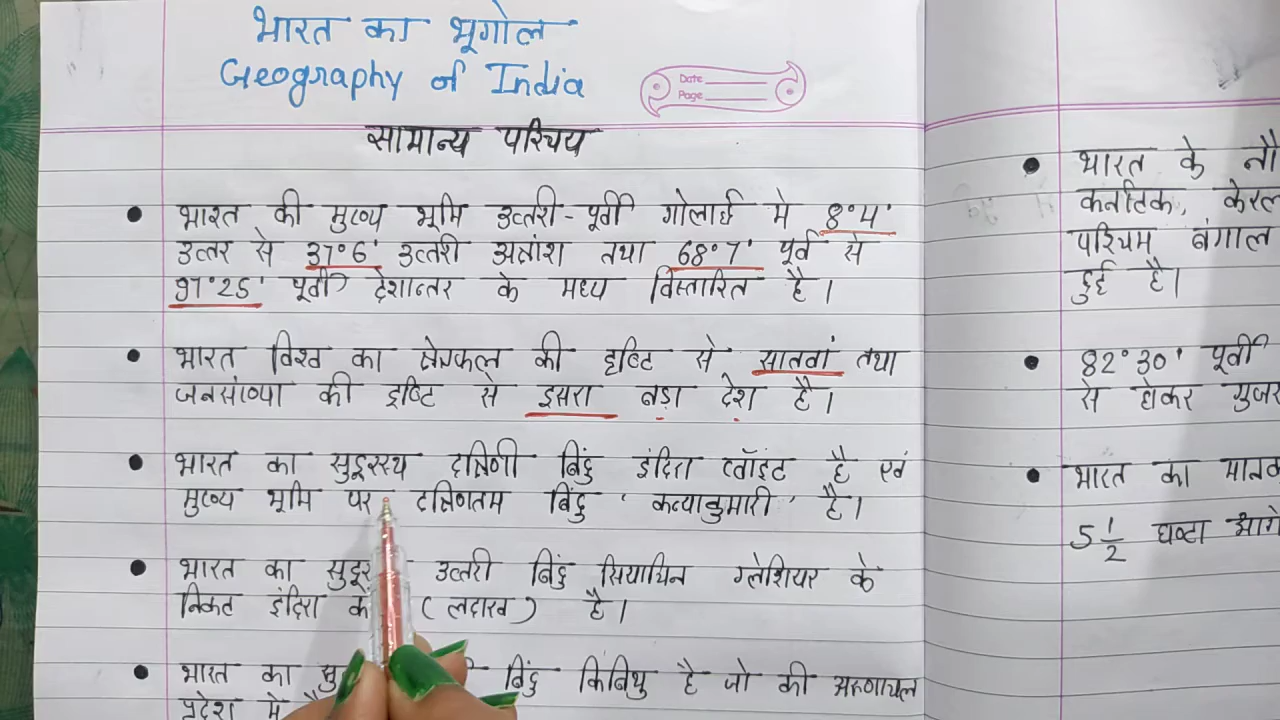 भारत का भूगोल
Geography of India
Date
Page
सामान्य परिचय
भारत की मुख्य भूमि उत्तरी-पूर्वी गोलार्द्ध मे 8°4'
उत्तर से 37°6' उत्तरी अक्षांश तथा 68°7' पूर्व से
97°25' पूर्वी देशान्तर के मध्य विस्तारित है।
भारत विश्व का क्षेत्रफल की दृष्टि से सातवां तथा
जनसंख्या की दृष्टि से दूसरा बड़ा देश है।
भारत का सुदूरस्थ दक्षिणी बिंदु इंदिरा प्वॉइंट है एवं
मुख्य भूमि पर दक्षिणतम बिंदु 'कन्याकुमारी' है।
भारत का उत्तरी बिंदु सियाचिन ग्लेशियर के
निकट इंदिरा (लद्दाख) है।
भारत का बिंदु किबिथु है जो की अरुणाचल
प्रदेश में
भारत के नौ
कर्नाटक, केरल
पश्चिम बंगाल
हुई है।
82°30' पूर्वी
से होकर गुजर
भारत का मानक
5 1/2 घण्टा आगे